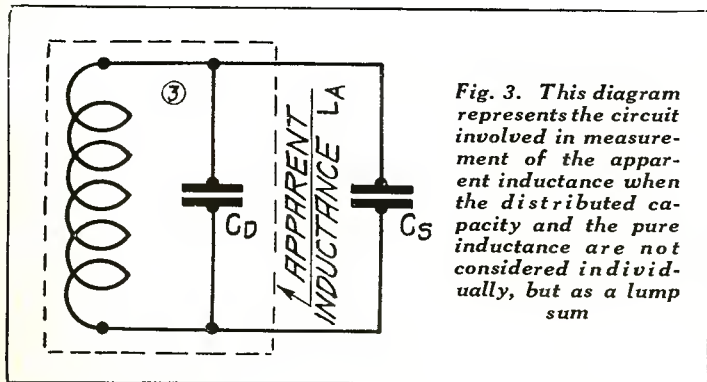 ③
APPARENT
INDUCTANCE LA
CD
CS
Fig. 3. This diagram
represents the circuit
involved in measure-
ment of the appar-
ent inductance when
the distributed ca-
pacity and the pure
inductance are not
considered individ-
ually, but as a lump
sum